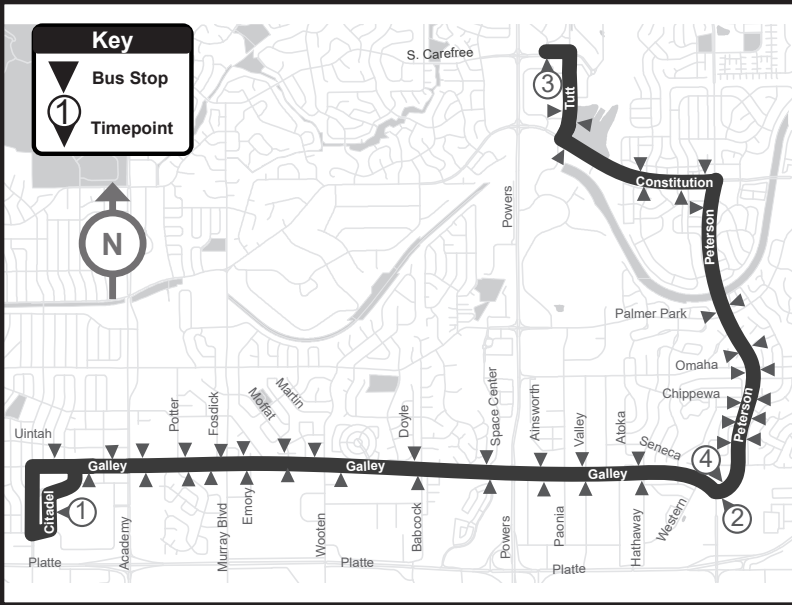 Key
Bus Stop
1
Timepoint
N
S. Carefree
3
Tutt
Constitution
Powers
Peterson
Palmer Park
Omaha
Chippewa
Peterson
Uintah
Potter
Fosdick
Moffat
Martin
Doyle
Space Center
Ainsworth
Valley
Atoka
Seneca
4
Galley
Galley
Galley
Citadel
1
Academy
Murray Blvd
Emory
Wooten
Babcock
Powers
Paonia
Hathaway
Western
2
Platte
Platte
Platte